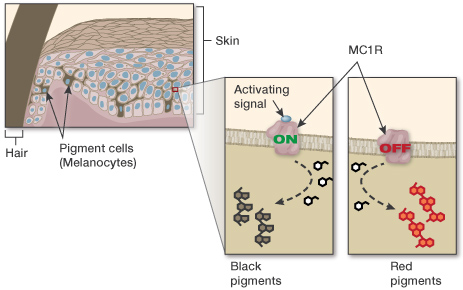 Skin
MC1R
Activating
signal
ON
OFF
Hair
Pigment cells
(Melanocytes)
Black
pigments
Red
pigments